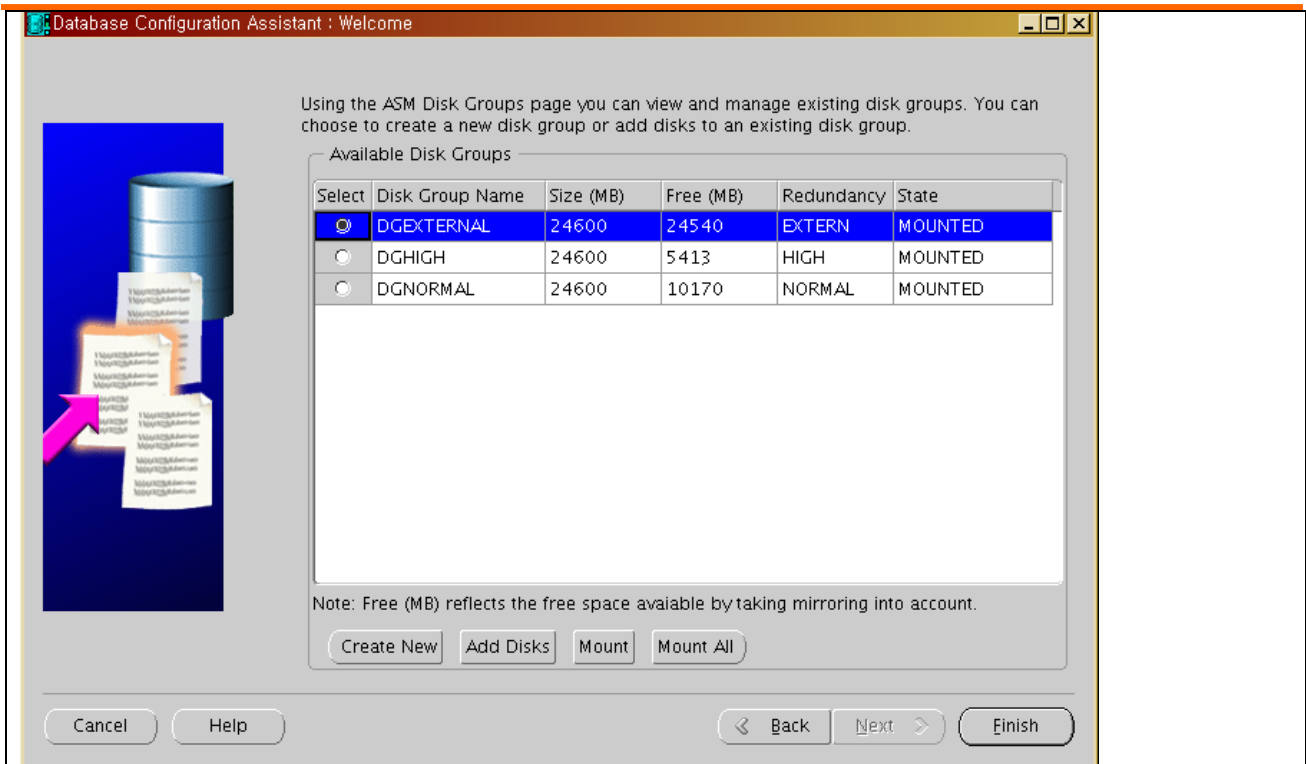 Database Configuration Assistant : Welcome
Using the ASM Disk Groups page you can view and manage existing disk groups. You can
choose to create a new disk group or add disks to an existing disk group.
Available Disk Groups
Select Disk Group Name Size (MB) Free (MB) Redundancy State
DGEXTERNAL 24600 24540 EXTERN MOUNTED
DGHIGH 24600 5413 HIGH MOUNTED
DGNORMAL 24600 10170 NORMAL MOUNTED
Note: Free (MB) reflects the free space avaiable by taking mirroring into account.
Create New Add Disks Mount Mount All
Cancel Help Back Next Finish